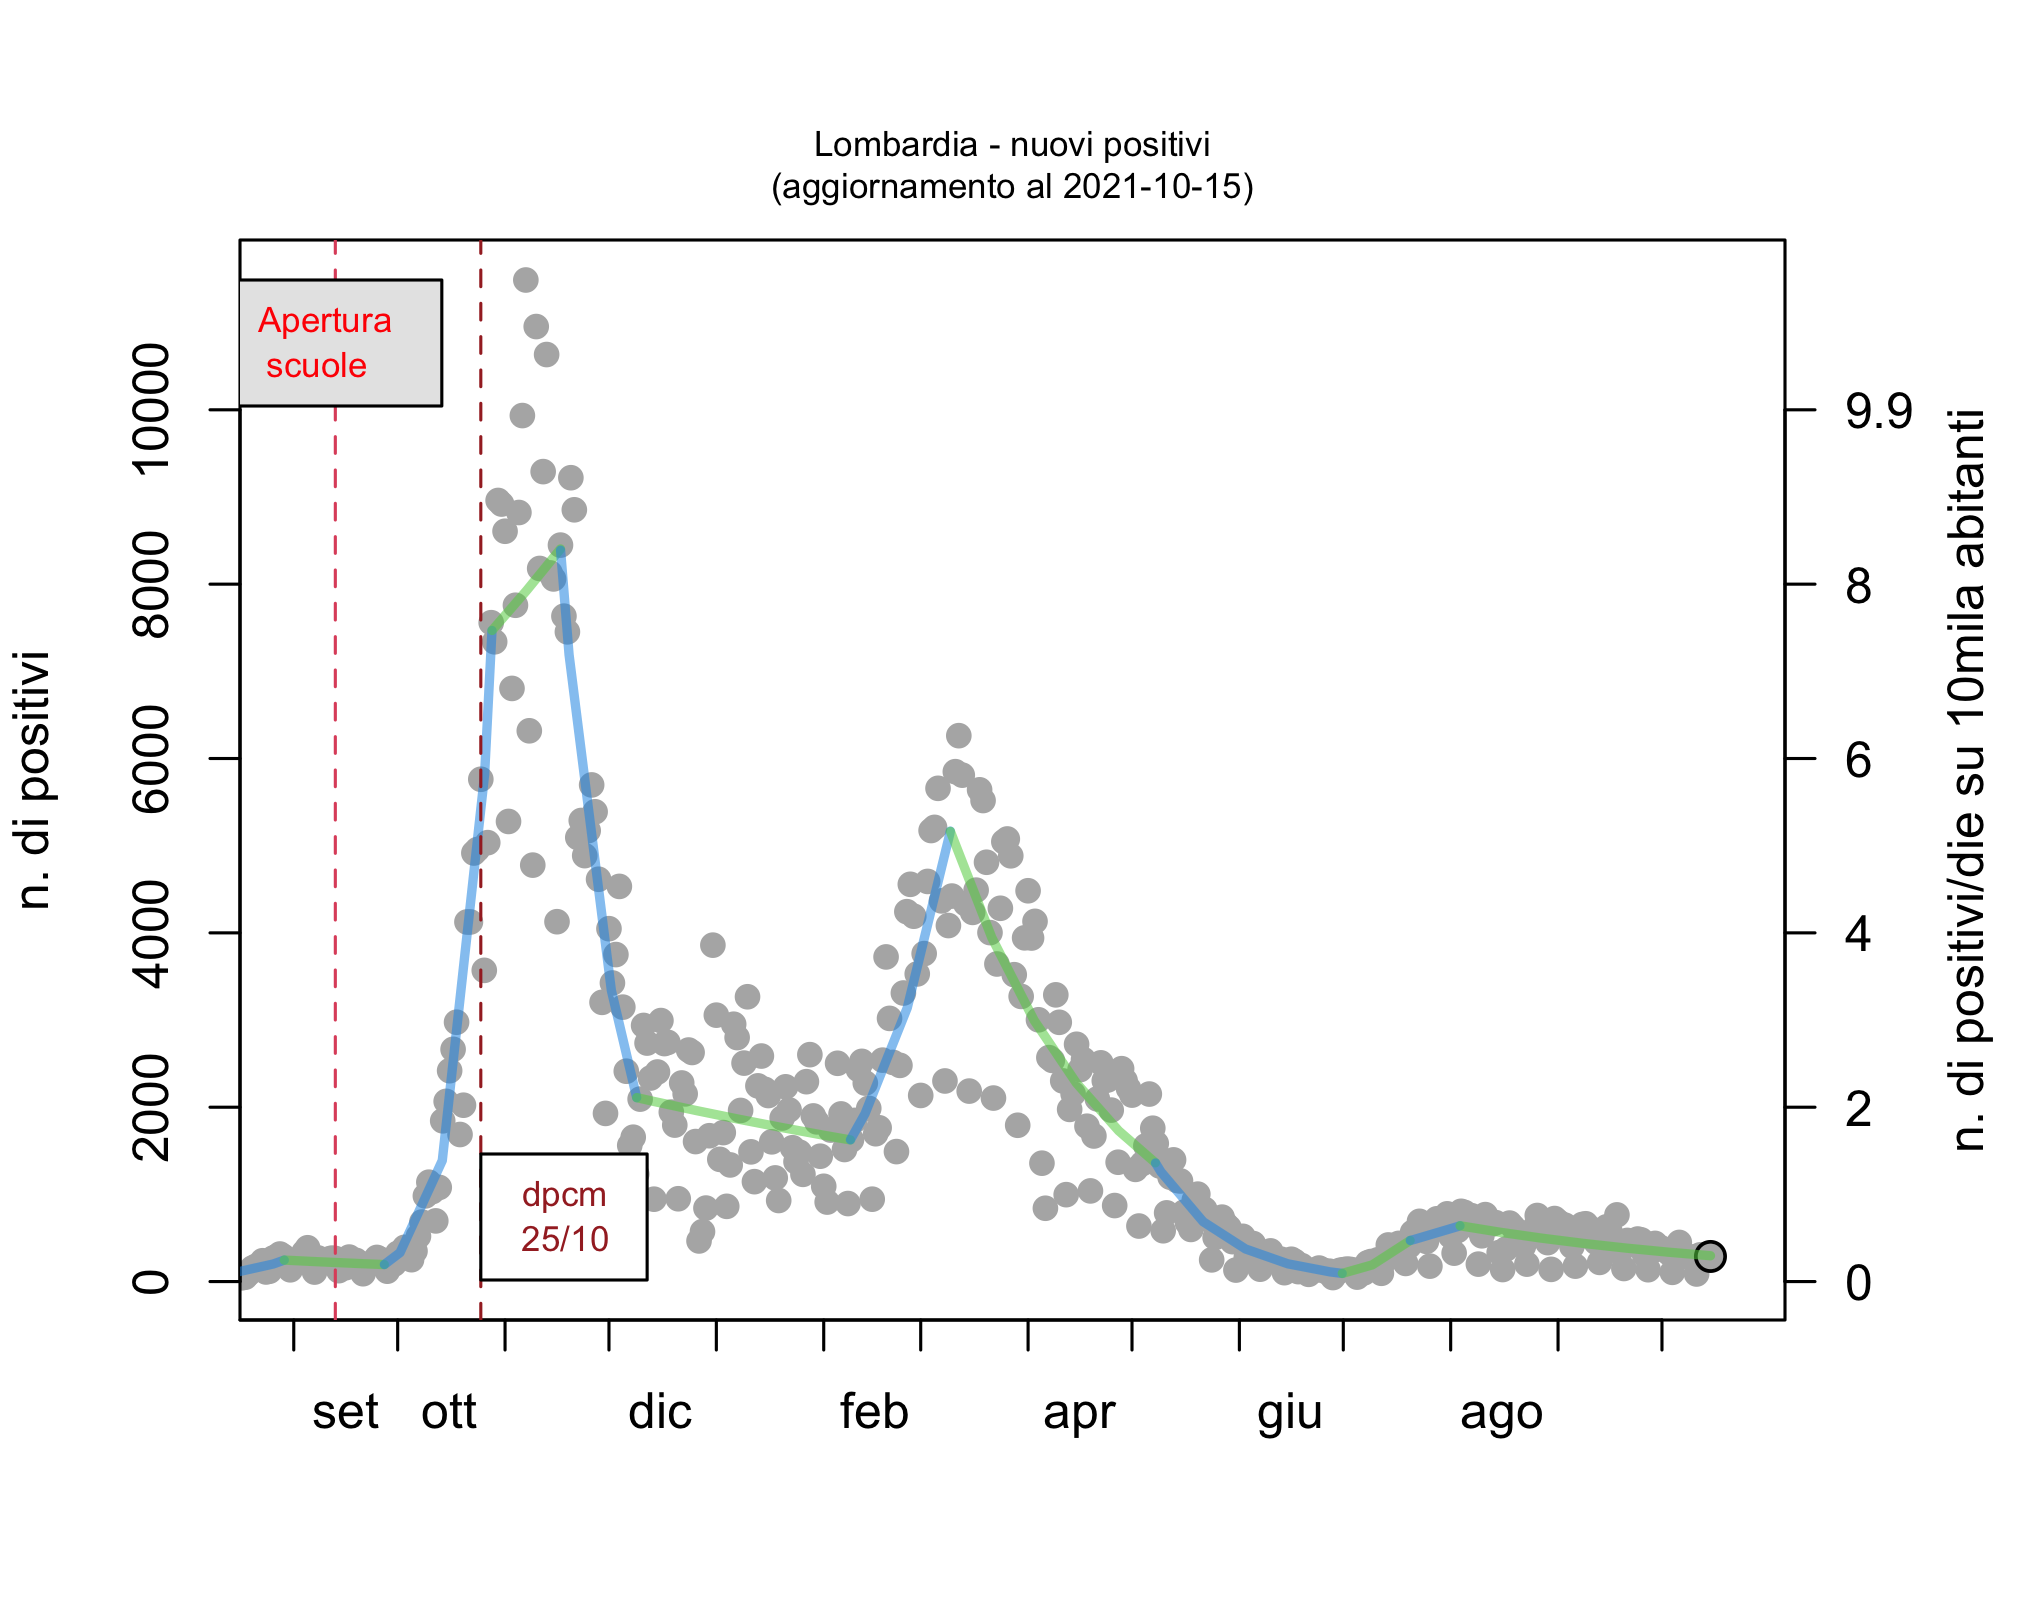 Lombardia - nuovi positivi
(aggiornamento al 2021-10-15)
Apertura
scuole
dpcm
25/10
n. di positivi
0
2000
4000
6000
8000
10000
n. di positivi/die su 10mila abitanti
0
2
4
6
8
9.9
set ott dic feb apr giu ago